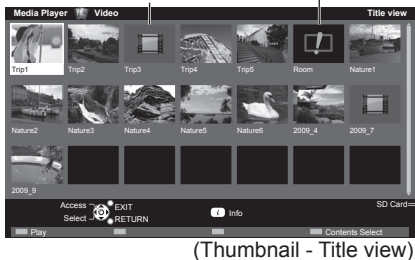 Media Player Video Title view
Trip1 Trip2 Trip3 Trip4 Trip5 Room Nature1
Nature2 Nature3 Nature4 Nature5 Nature6 2009_4 2009_7
2009_9
Access EXIT SD Card
Select RETURN i Info
Play Contents Select
(Thumbnail - Title view)